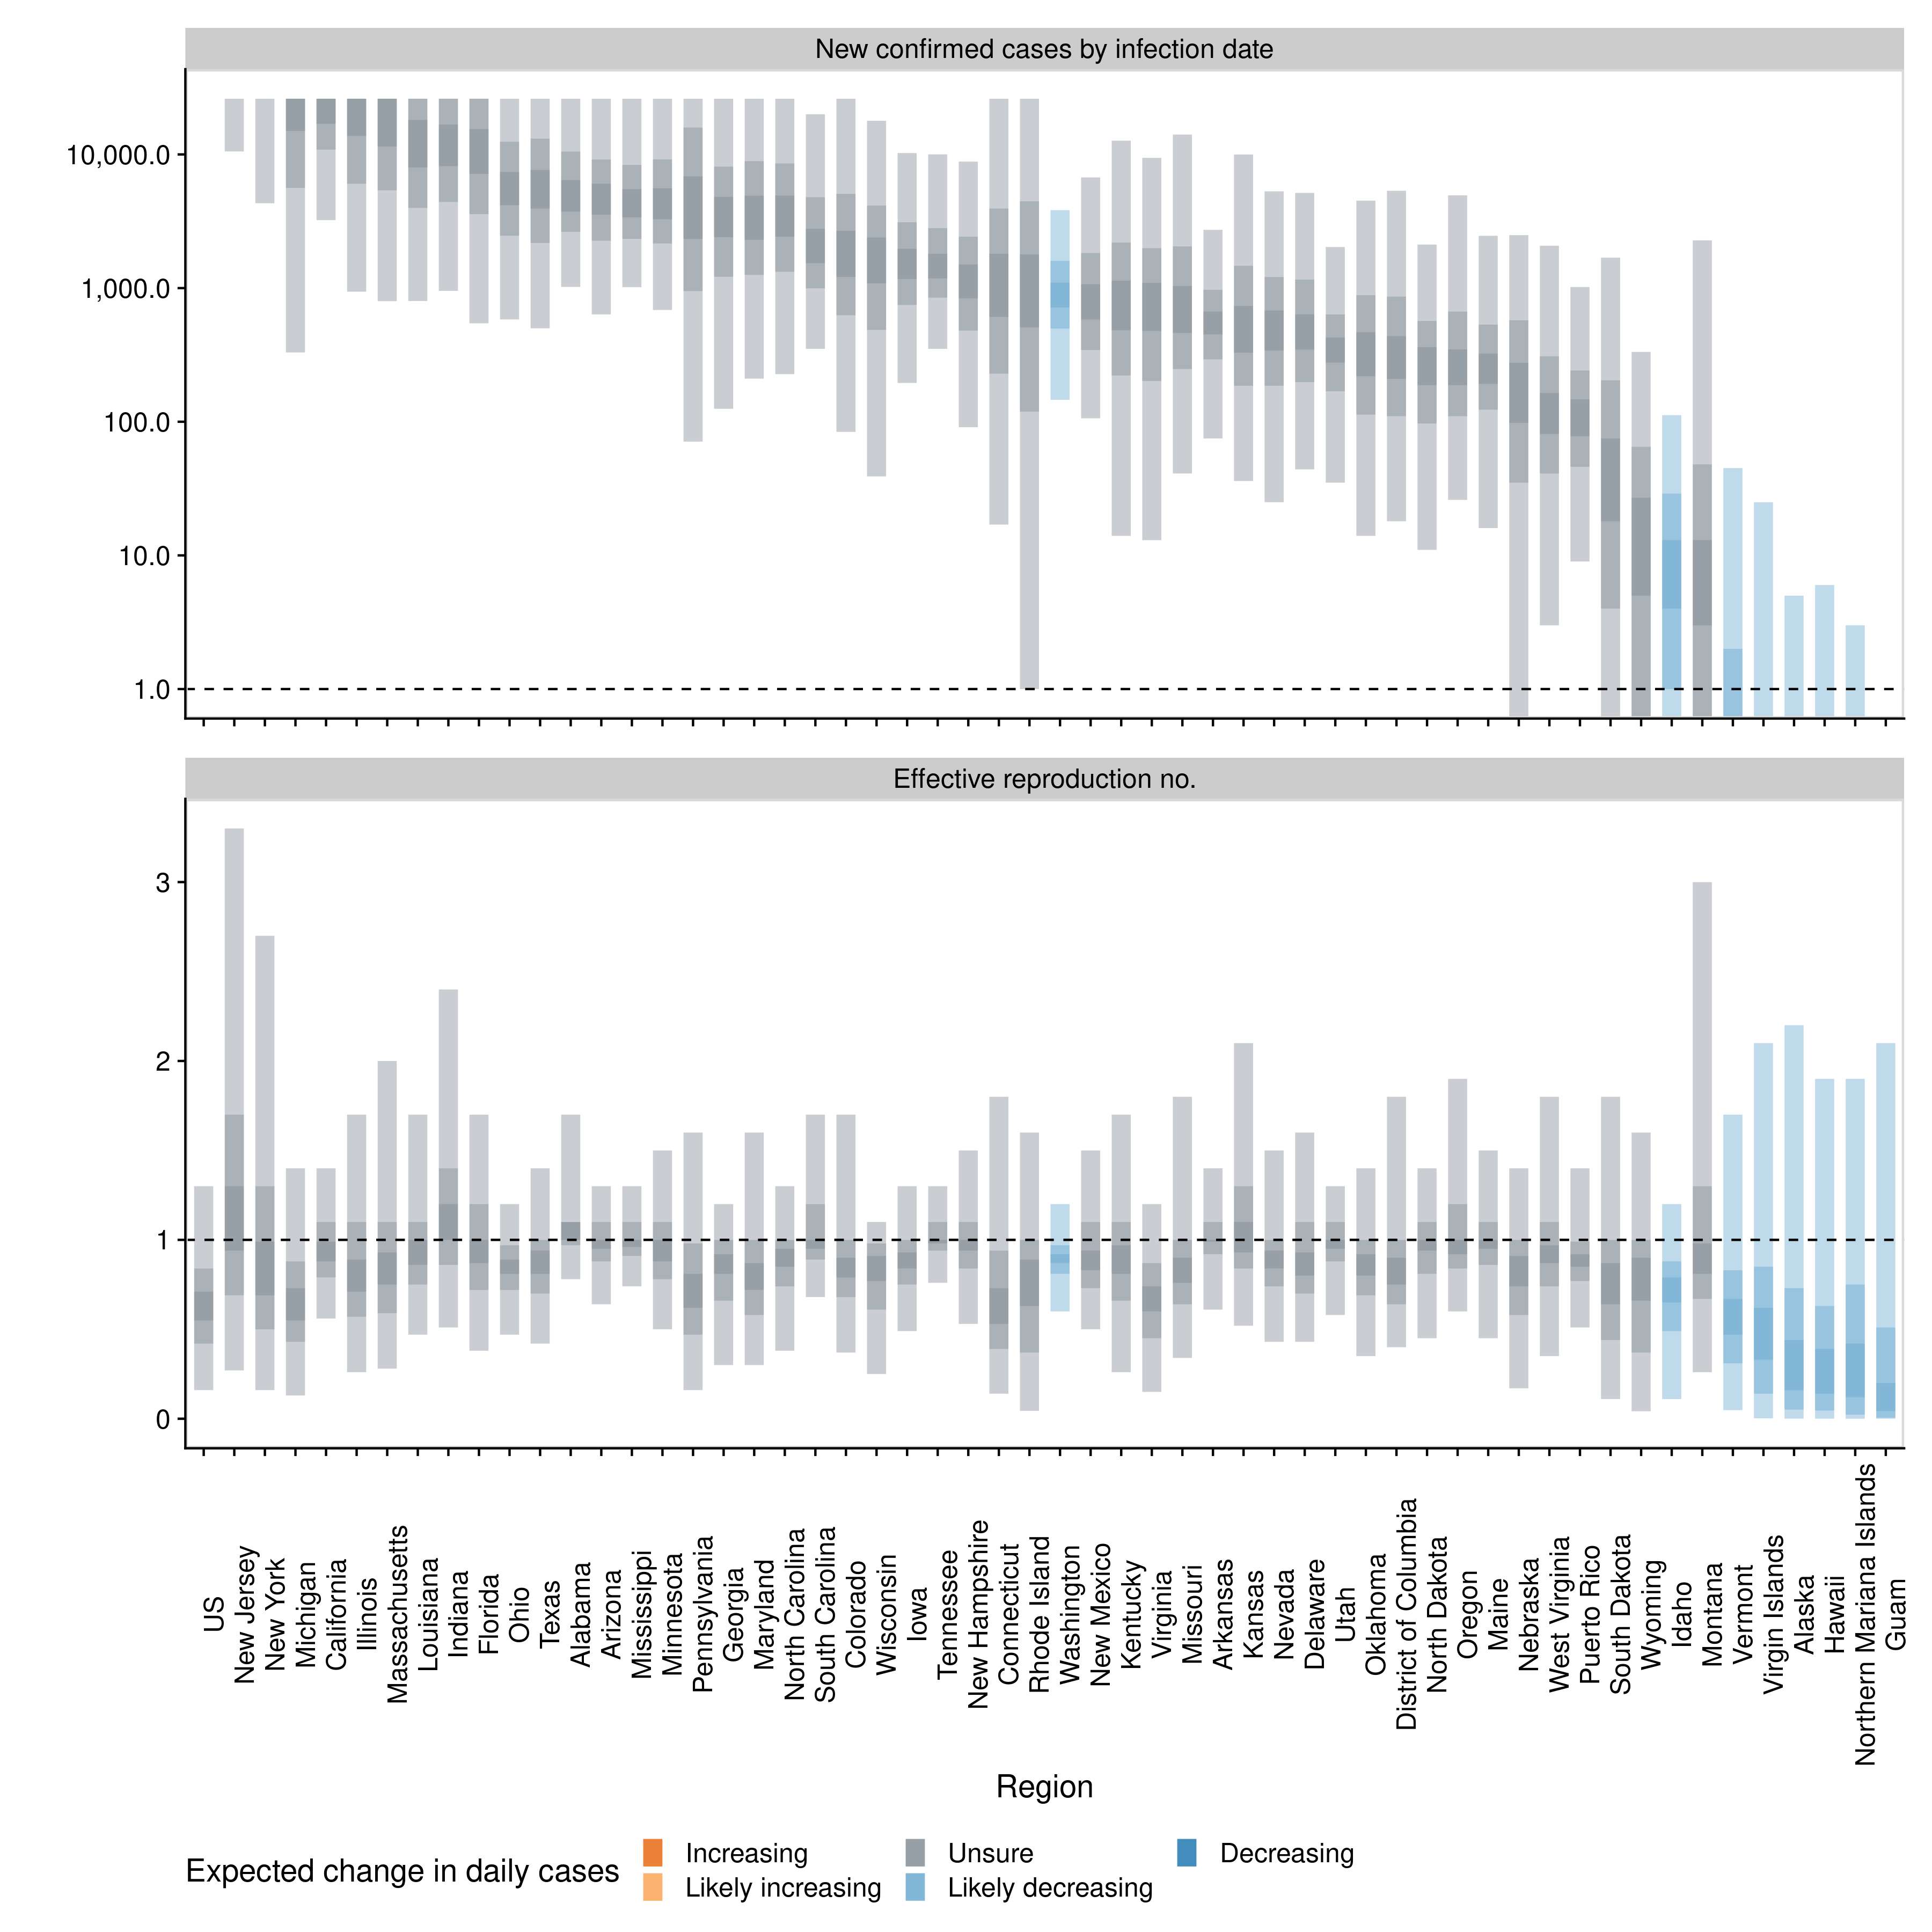 New confirmed cases by infection date
10,000.0
1,000.0
100.0
10.0
1.0
Effective reproduction no.
3
2
1
0
US
New Jersey
New York
Michigan
California
Illinois
Massachusetts
Louisiana
Indiana
Florida
Ohio
Texas
Alabama
Arizona
Mississippi
Minnesota
Pennsylvania
Georgia
Maryland
North Carolina
South Carolina
Colorado
Wisconsin
Iowa
Tennessee
New Hampshire
Connecticut
Rhode Island
Washington
New Mexico
Kentucky
Virginia
Missouri
Arkansas
Kansas
Nevada
Delaware
Utah
Oklahoma
District of Columbia
North Dakota
Oregon
Maine
Nebraska
West Virginia
Puerto Rico
South Dakota
Wyoming
Idaho
Montana
Vermont
Virgin Islands
Alaska
Hawaii
Northern Mariana Islands
Guam
Region
Expected change in daily cases
Increasing
Likely increasing
Unsure
Likely decreasing
Decreasing